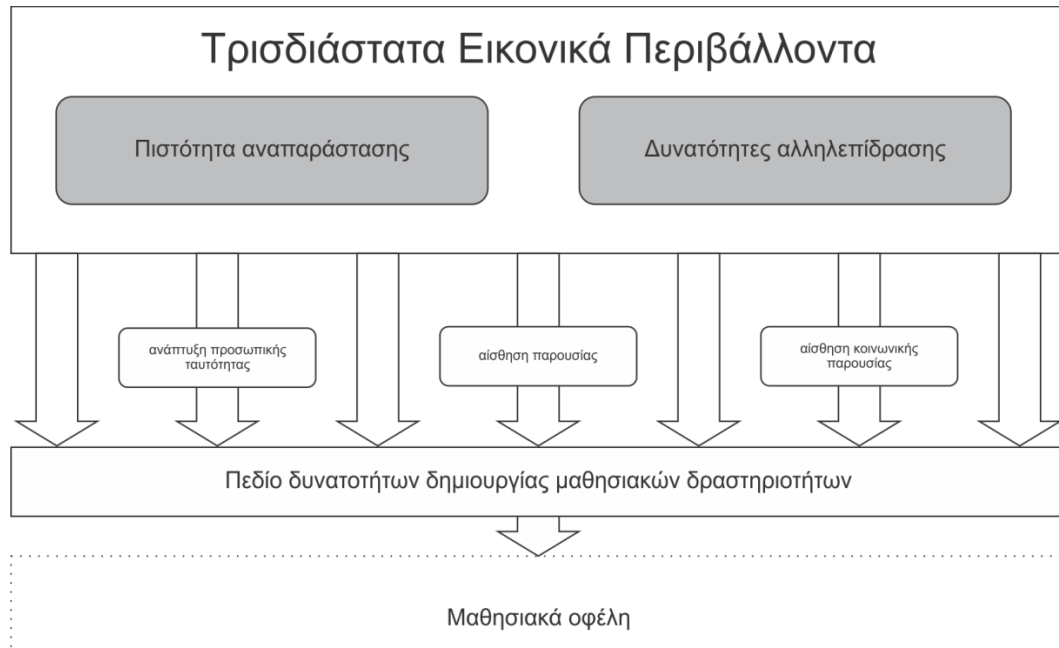 Τρισδιάστατα Εικονικά Περιβάλλοντα
Πιστότητα αναπαράστασης
Δυνατότητες αλληλεπίδρασης
ανάπτυξη προσωπικής
ταυτότητας
αίσθηση παρουσίας
αίσθηση κοινωνικής
παρουσίας
Πεδίο δυνατοτήτων δημιουργίας μαθησιακών δραστηριοτήτων
Μαθησιακά οφέλη